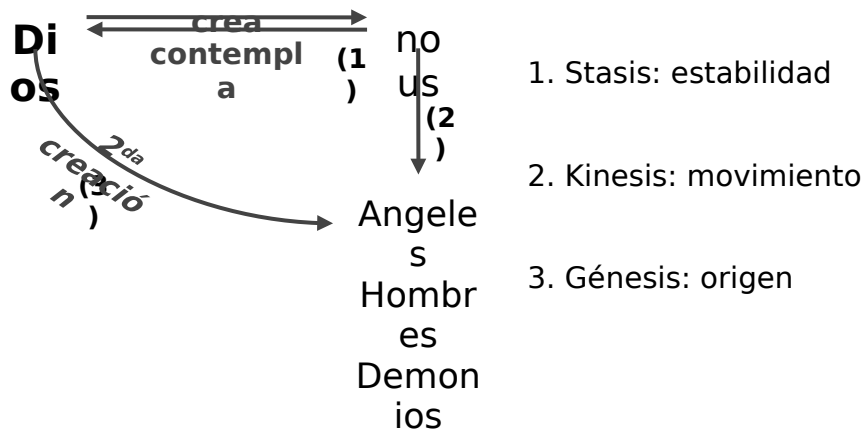 Di
os
crea
contempl
a
(1
)
no
us
(2
)
2da
creació
n
(3
)
Angele
s
Hombr
es
Demon
ios
1. Stasis: estabilidad
2. Kinesis: movimiento
3. Génesis: origen